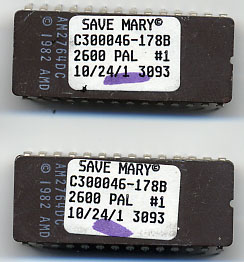 AM2764DC
© 1982 AMD
SAVE MARY©
C300046-178B
2600 PAL #1
10/24/1 3093
AM2764DC
© 1982 AMD
SAVE MARY©
C300046-178B
2600 PAL #1
10/24/1 3093